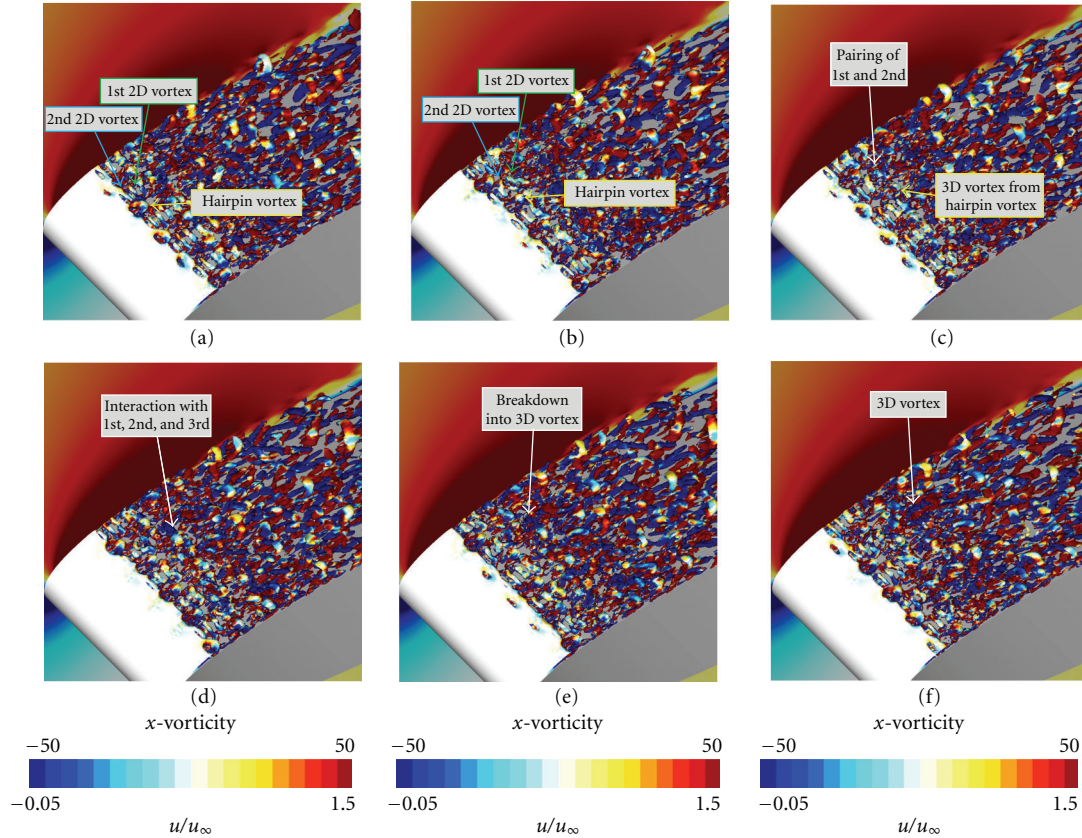 1st 2D vortex
2nd 2D vortex
Hairpin vortex
(a)
1st 2D vortex
2nd 2D vortex
Hairpin vortex
(b)
Pairing of
1st and 2nd
3D vortex from
hairpin vortex
(c)
Interaction with
1st, 2nd, and 3rd
(d)
Breakdown
into 3D vortex
(e)
3D vortex
(f)
x-vorticity
−50 50
−0.05 1.5
u/u∞
x-vorticity
−50 50
−0.05 1.5
u/u∞
x-vorticity
−50 50
−0.05 1.5
u/u∞